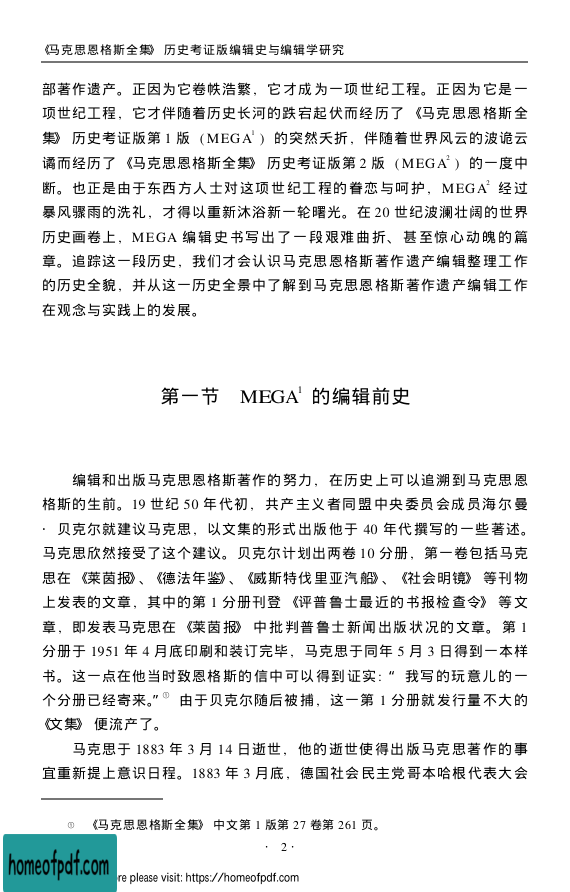 《马克思恩格斯全集》 历史考证版编辑史与编辑学研究
部著作遗产。正因为它卷帙浩繁，它才成为一项世纪工程。正因为它是一
项世纪工程，它才伴随着历史长河的跌宕起伏而经历了《马克思恩格斯全
集》 历史考证版第 1 版 （MEGA¹） 的突然夭折，伴随着世界风云的波诡云
谲而经历了《马克思恩格斯全集》 历史考证版第 2 版 （MEGA²） 的一度中
断。也正是由于东西方人士对这项世纪工程的眷恋与呵护，MEGA² 经过
暴风骤雨的洗礼，才得以重新沐浴新一轮曙光。在 20 世纪波澜壮阔的世界
历史画卷上，MEGA 编辑史书写出了一段艰难曲折、甚至惊心动魄的篇
章。追踪这一段历史，我们才会认识马克思恩格斯著作遗产编辑整理工作
的历史全貌，并从这一历史全景中了解到马克思恩格斯著作遗产编辑工作
在观念与实践上的发展。
第一节 MEGA¹ 的编辑前史
编辑和出版马克思恩格斯著作的努力，在历史上可以追溯到马克思恩
格斯的生前。19 世纪 50 年代初，共产主义者同盟中央委员会成员海尔曼
· 贝克尔就建议马克思，以文集的形式出版他于 40 年代撰写的一些著述。
马克思欣然接受了这个建议。贝克尔计划出两卷 10 分册，第一卷包括马克
思在《莱茵报》、《德法年鉴》、《威斯特伐里亚汽船》、《社会明镜》 等刊物
上发表的文章，其中的第 1 分册刊登 《评普鲁士最近的书报检查令》 等文
章，即发表马克思在 《莱茵报》 中批判普鲁士新闻出版状况的文章。第 1
分册于 1951 年 4 月底印刷和装订完毕，马克思于同年 5 月 3 日得到一本样
书。这一点在他当时致恩格斯的信中可以得到证实：“ 我写的玩意儿的一
个分册已经寄来。”① 由于贝克尔随后被捕，这一第 1 分册就发行量不大的
《文集》 便流产了。
马克思于 1883 年 3 月 14 日逝世，他的逝世使得出版马克思著作的事
宜重新提上意识日程。1883 年 3 月底，德国社会民主党哥本哈根代表大会
① 《马克思恩格斯全集》 中文第 1 版第 27 卷第 261 页。
· 2 ·
homeofpdf.com
re please visit: https://homeofpdf.com